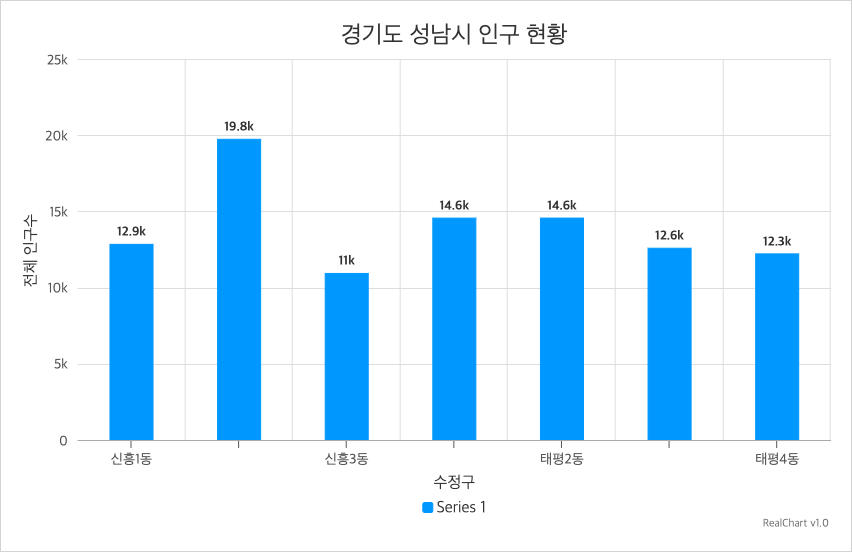 경기도 성남시 인구 현황
25k
20k
15k
10k
5k
0
전체 인구수
12.9k
19.8k
11k
14.6k
14.6k
12.6k
12.3k
신흥1동
신흥3동
태평2동
태평4동
수정구
Series 1
RealChart v1.0